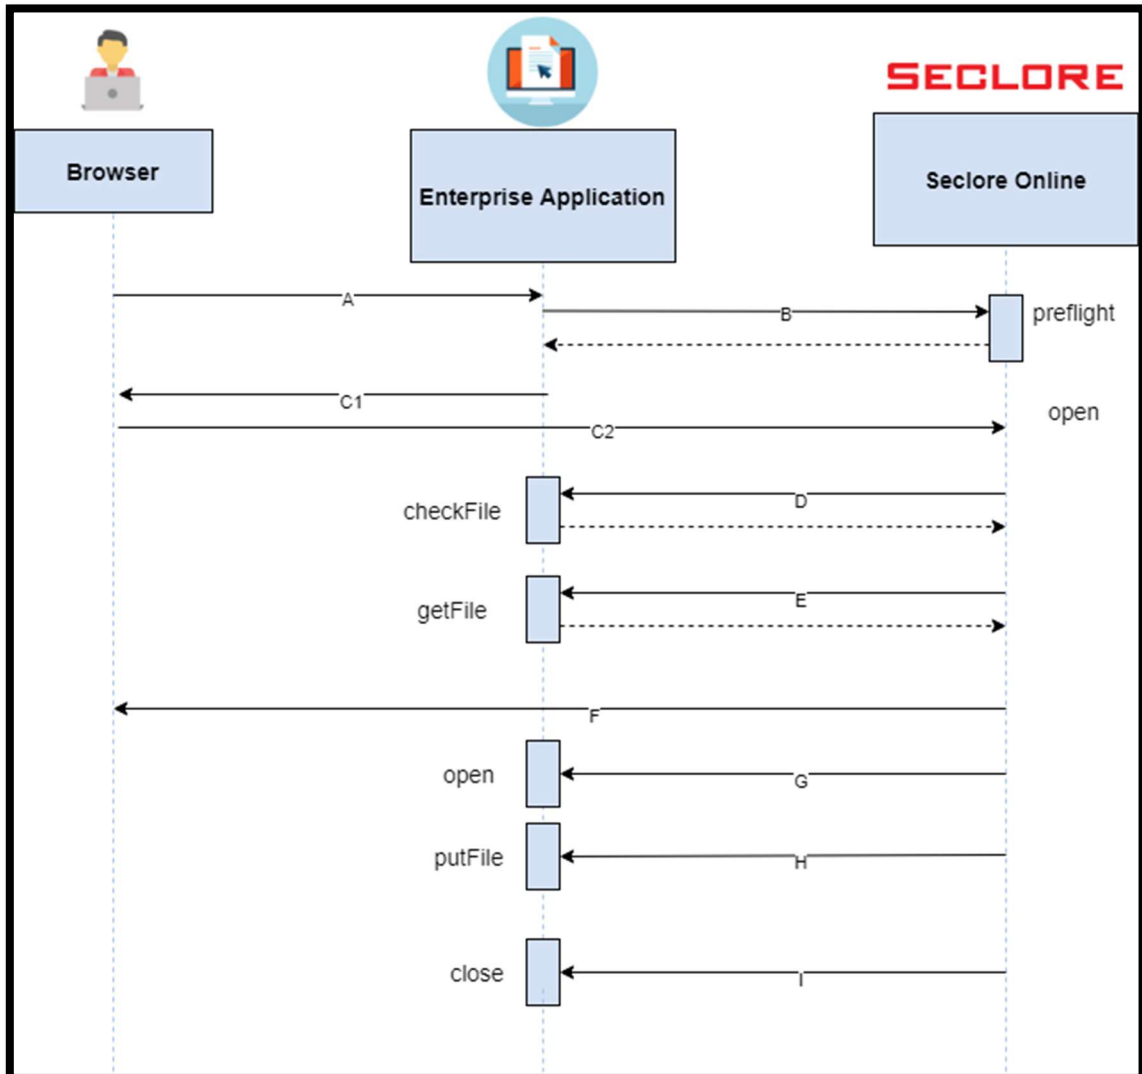 SECLORE
Browser
Enterprise Application
Seclore Online
A
B
preflight
C1
open
C2
D
checkFile
E
getFile
F
open
G
putFile
H
close
I